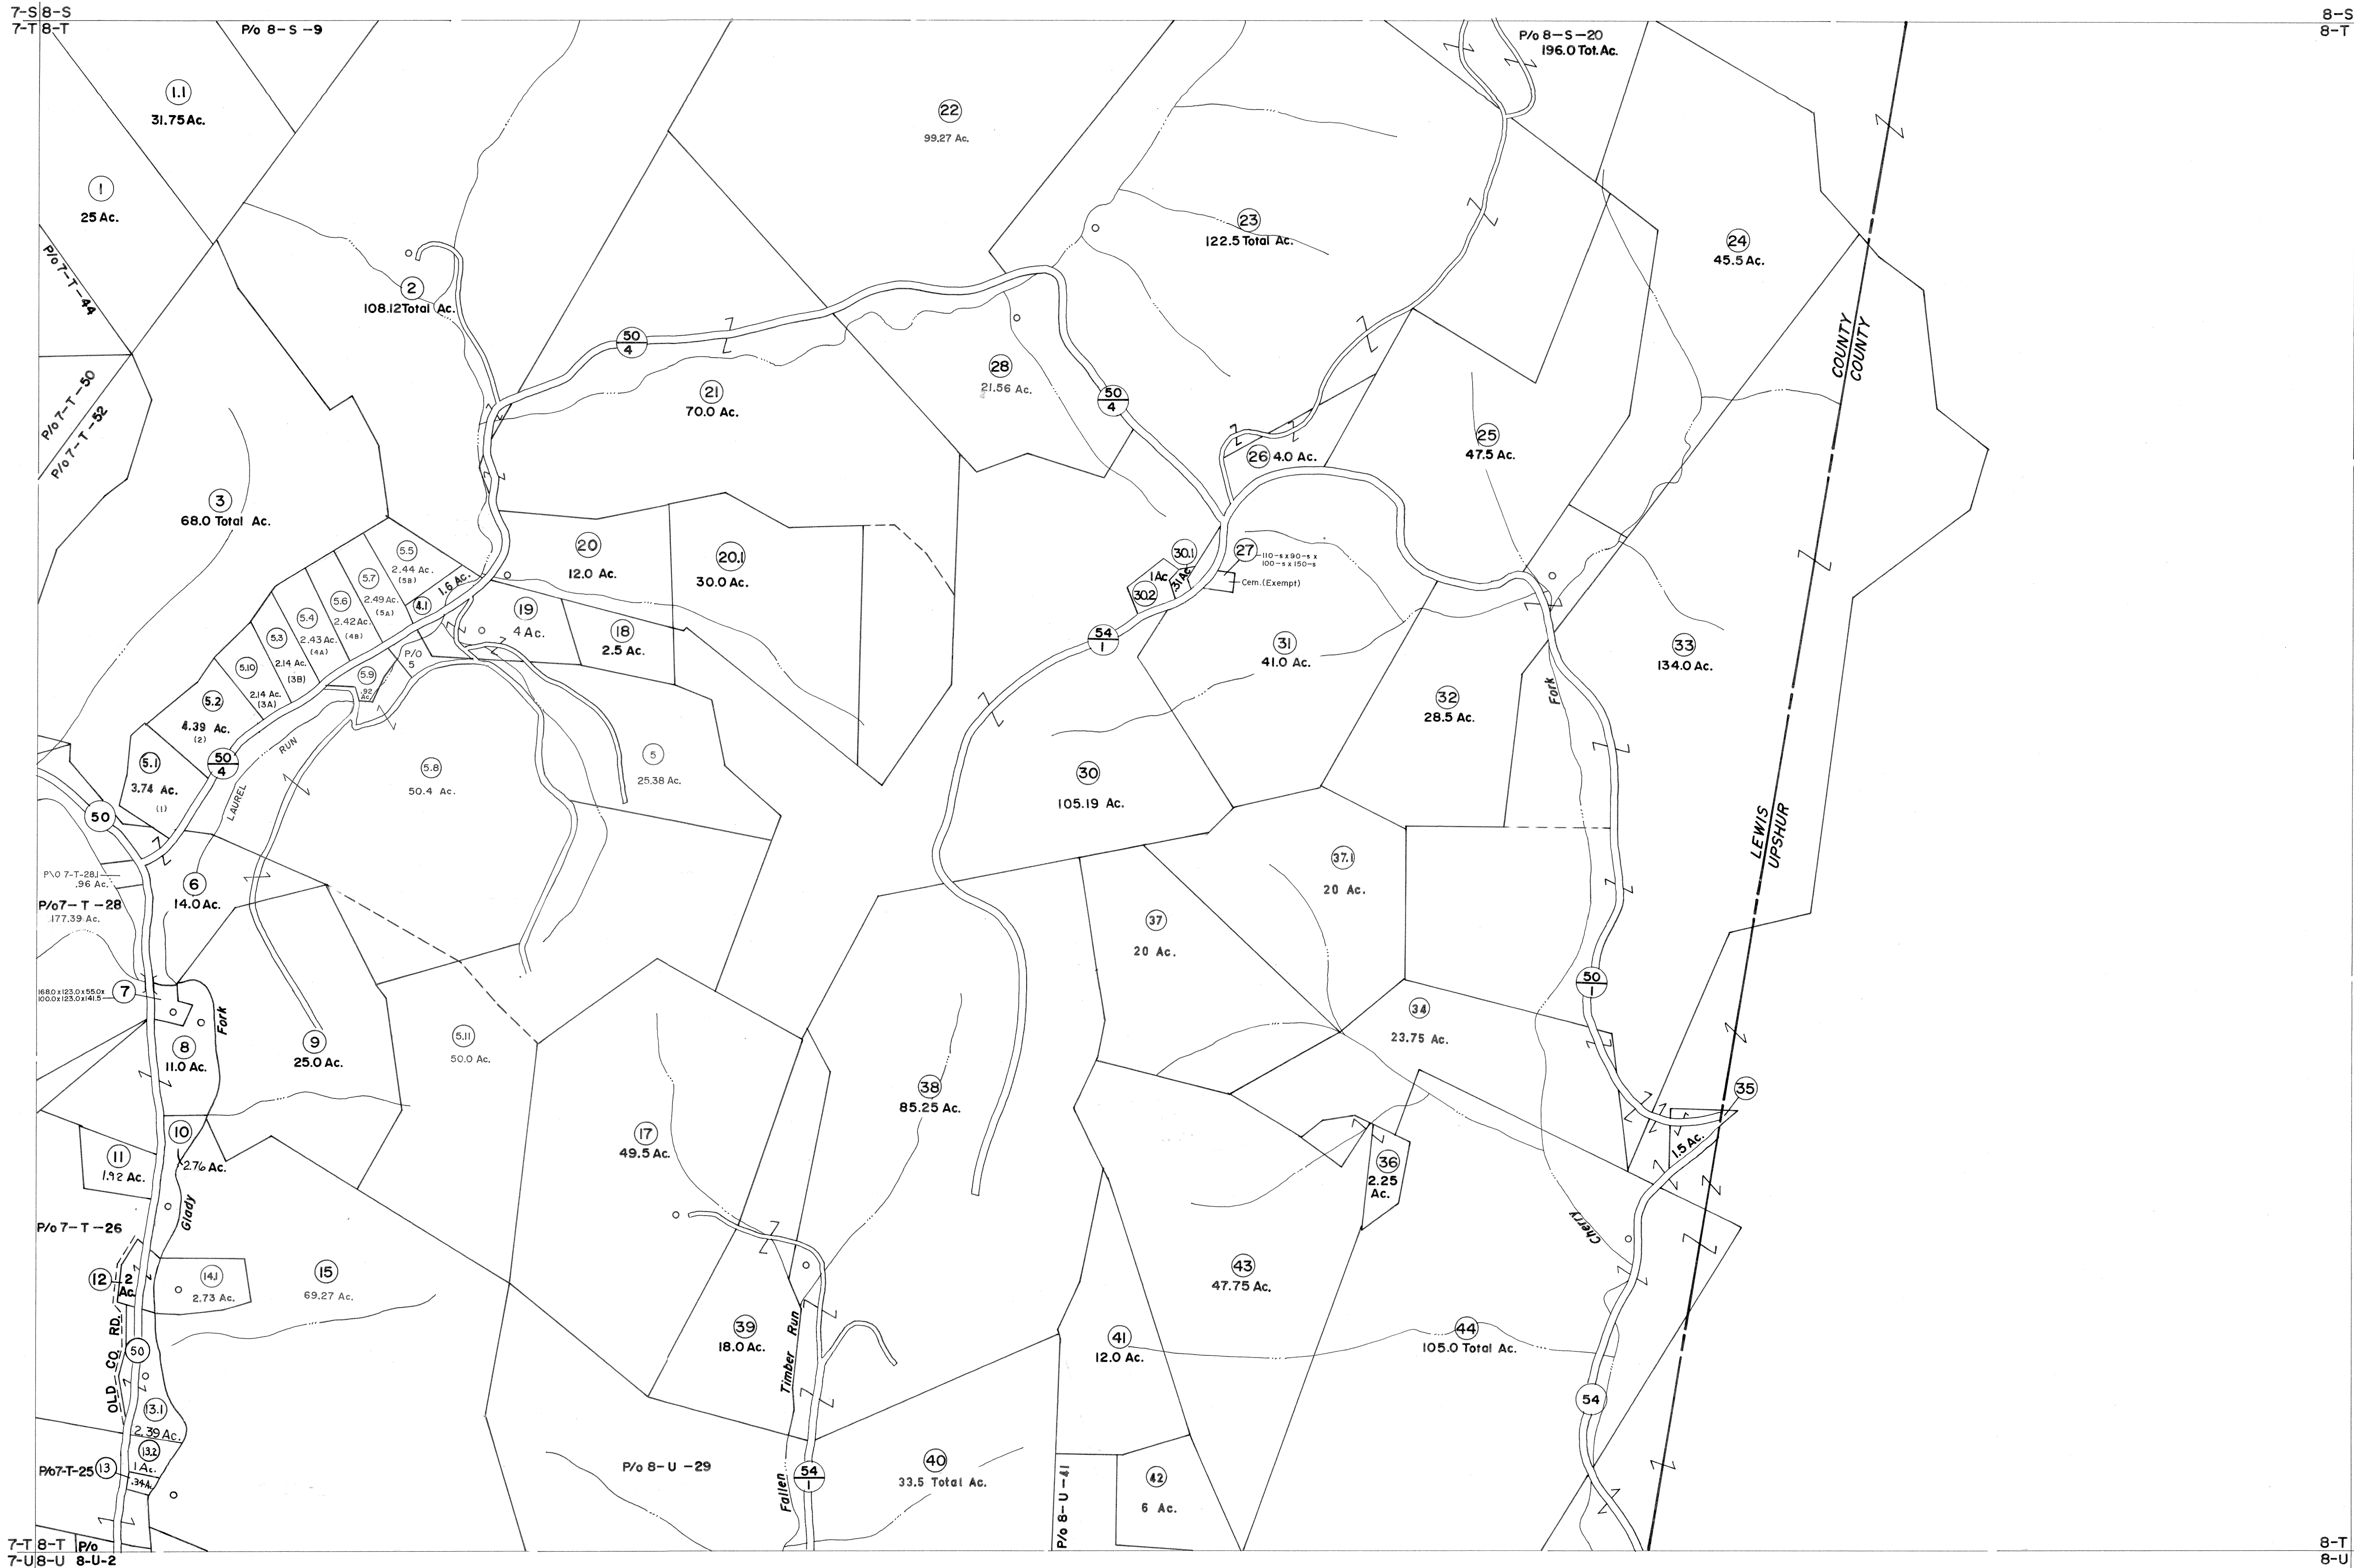 7-S 8-S
7-T 8-T
8-S
8-T
P/o 8-S-9
P/o 8-S-20
196.0 Tot. Ac.
1.1
31.75 Ac.
22
99.27 Ac.
1
25 Ac.
23
122.5 Total Ac.
24
45.5 Ac.
P/o 7-T-44
2
108.12 Total Ac.
50
4
COUNTY
COUNTY
P/o 7-T-50
P/o 7-T-52
21
70.0 Ac.
28
21.56 Ac.
50
4
25
47.5 Ac.
26 4.0 Ac.
3
68.0 Total Ac.
5.5
2.44 Ac.
(5B)
20
12.0 Ac.
20.1
30.0 Ac.
30.1
.31 Ac
27
110-s x 90-s x
100-s x 150-s
Cem. (Exempt)
1 Ac.
30.2
5.7
2.49 Ac.
(5A)
1.6 Ac.
4.1
5.6
2.42 Ac.
(4B)
5.4
2.43 Ac.
(4A)
5.3
2.14 Ac.
(3B)
5.10
2.14 Ac.
(3A)
19
4 Ac.
18
2.5 Ac.
54
1
31
41.0 Ac.
33
134.0 Ac.
P/O
5
5.9
.92
Ac.
5.2
4.39 Ac.
(2)
32
28.5 Ac.
Fork
50
4
RUN
LAUREL
5.1
3.74 Ac.
(1)
5.8
50.4 Ac.
5
25.38 Ac.
30
105.19 Ac.
50
LEWIS
UPSHUR
37.1
20 Ac.
P\O 7-T-28.1
.96 Ac.
6
14.0 Ac.
P/o 7-T-28
177.39 Ac.
37
20 Ac.
50
1
168.0 x 123.0 x 55.0 x
100.0 x 123.0 x 141.5
7
Fork
34
23.75 Ac.
8
11.0 Ac.
9
25.0 Ac.
5.11
50.0 Ac.
38
85.25 Ac.
35
1.5 Ac.
10
2.76 Ac.
17
49.5 Ac.
11
1.92 Ac.
36
2.25
Ac.
Glady
P/o 7-T-26
Cherry
12
2
Ac.
14.1
2.73 Ac.
15
69.27 Ac.
43
47.75 Ac.
OLD CO. RD.
50
39
18.0 Ac.
Timber Run
41
12.0 Ac.
44
105.0 Total Ac.
54
13.1
2.39 Ac.
13.2
1 Ac.
P/o 7-T-25 13
.34 A.
P/o 8-U-29
Fallen
54
1
40
33.5 Total Ac.
P/o 8-U-41
42
6 Ac.
7-T 8-T
7-U 8-U
P/o
8-U-2
8-T
8-U